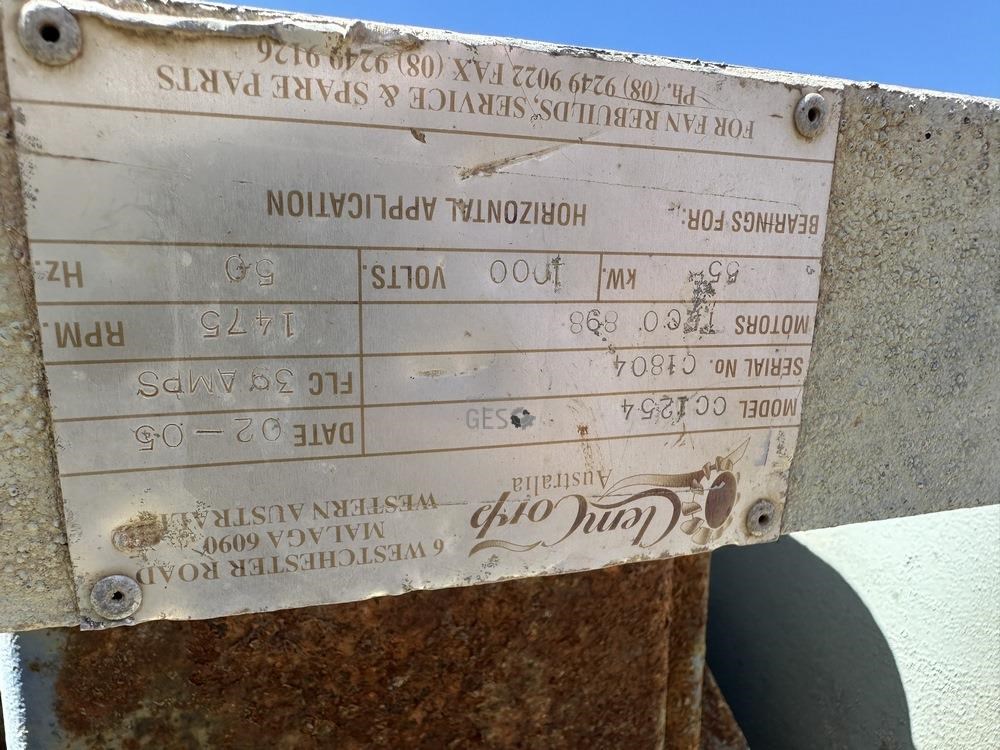 ClemCorp
Australia
6 WESTCHESTER ROAD
MALAGA 6090
WESTERN AUSTRALI
MODEL CC1254
DATE 02-05
SERIAL No. C1804
FLC 39 AMPS
MOTORS 898
1475 RPM.
55 KW.
1000 VOLTS.
50 Hz.
BEARINGS FOR: HORIZONTAL APPLICATION
FOR FAN REBUILDS, SERVICE & SPARE PARTS
Ph. (08) 9249 9022 FAX (08) 9249 9126
GES